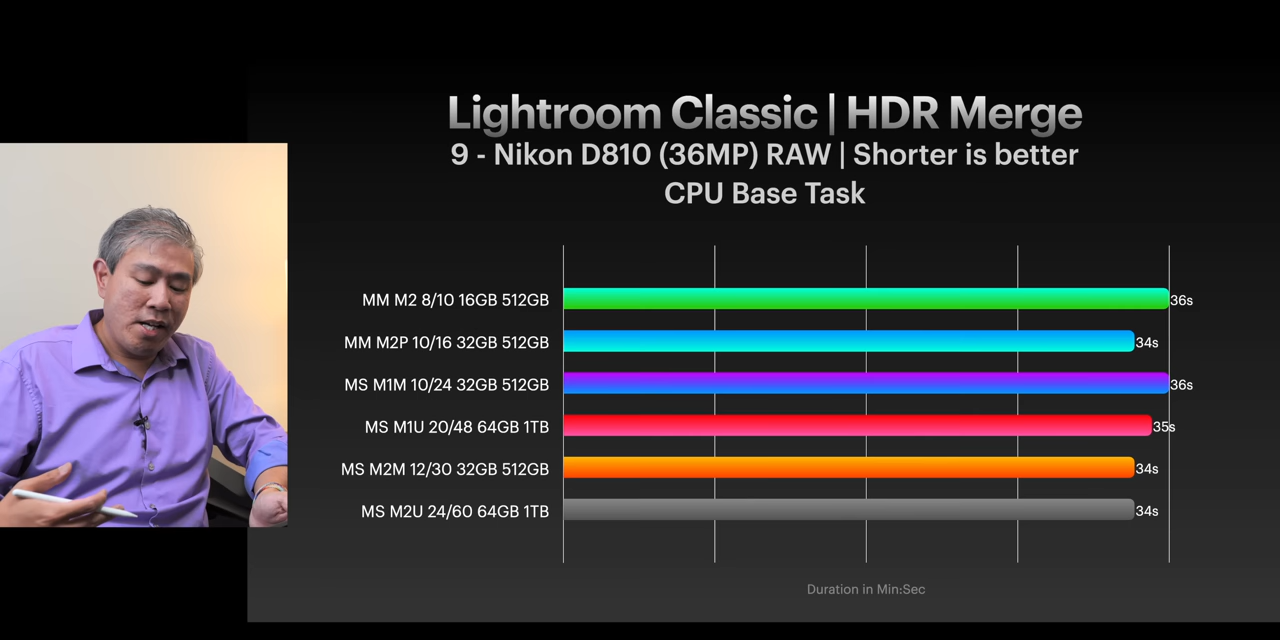 Lightroom Classic | HDR Merge
9 - Nikon D810 (36MP) RAW | Shorter is better
CPU Base Task
MM M2 8/10 16GB 512GB 36s
MM M2P 10/16 32GB 512GB 34s
MS M1M 10/24 32GB 512GB 36s
MS M1U 20/48 64GB 1TB 35s
MS M2M 12/30 32GB 512GB 34s
MS M2U 24/60 64GB 1TB 34s
Duration in Min:Sec